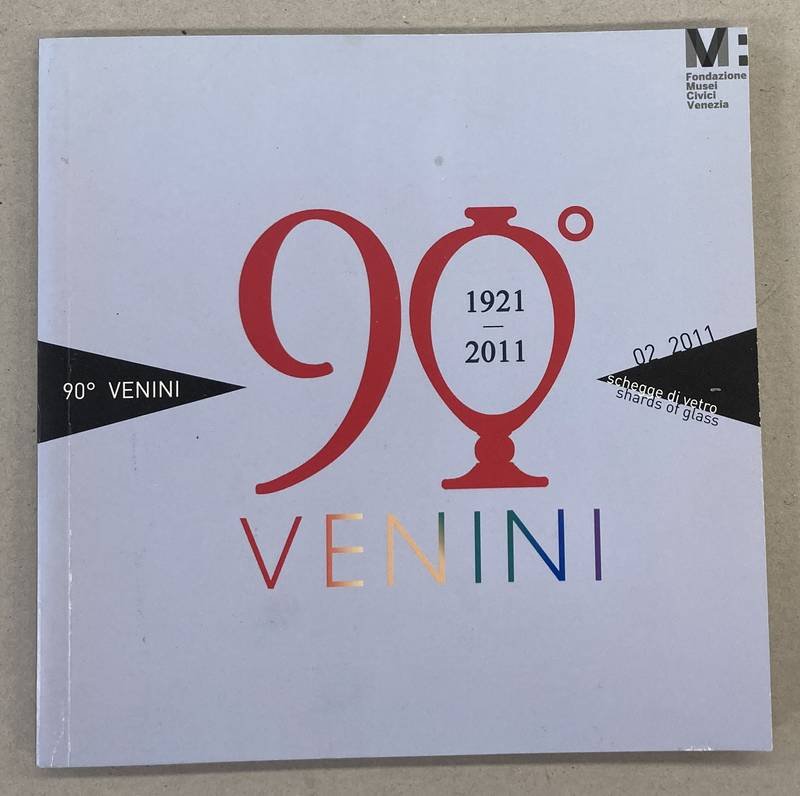 M:
Fondazione
Musei
Civici
Venezia
90°
1921
2011
90° VENINI
02 2011
schegge di vetro
shards of glass
VENINI